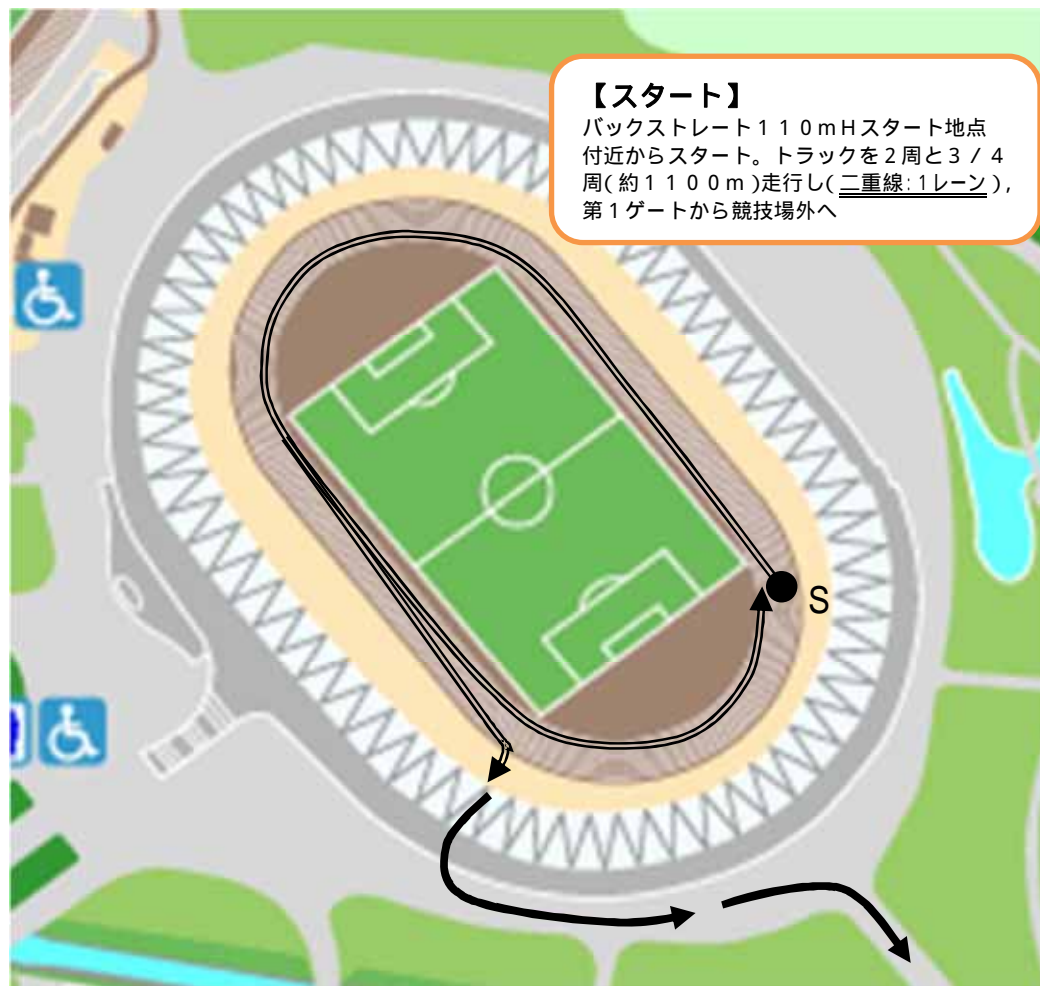 【スタート】
バックストレート１１０ｍＨスタート地点
付近からスタート。トラックを２周と３／４
周(約１１００ｍ)走行し(二重線：1レーン)，
第１ゲートから競技場外へ
S